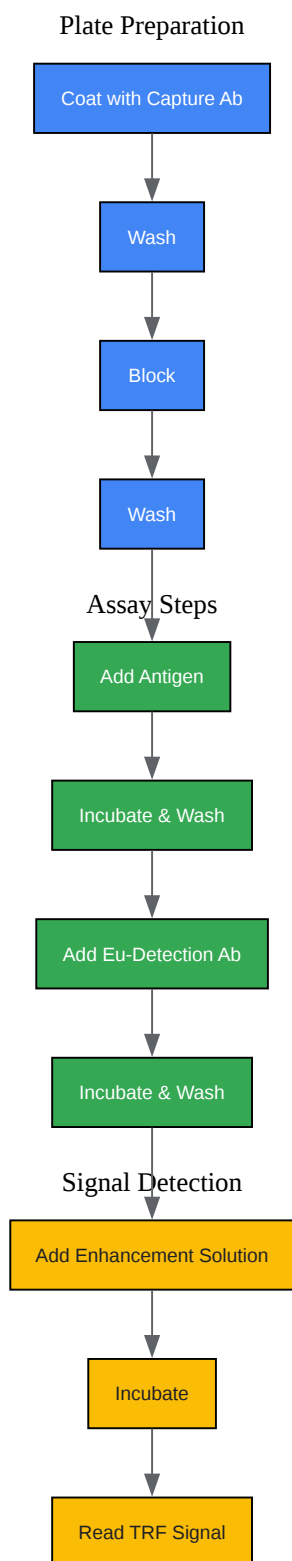 Plate Preparation
Coat with Capture Ab
Wash
Block
Wash
Assay Steps
Add Antigen
Incubate & Wash
Add Eu-Detection Ab
Incubate & Wash
Signal Detection
Add Enhancement Solution
Incubate
Read TRF Signal